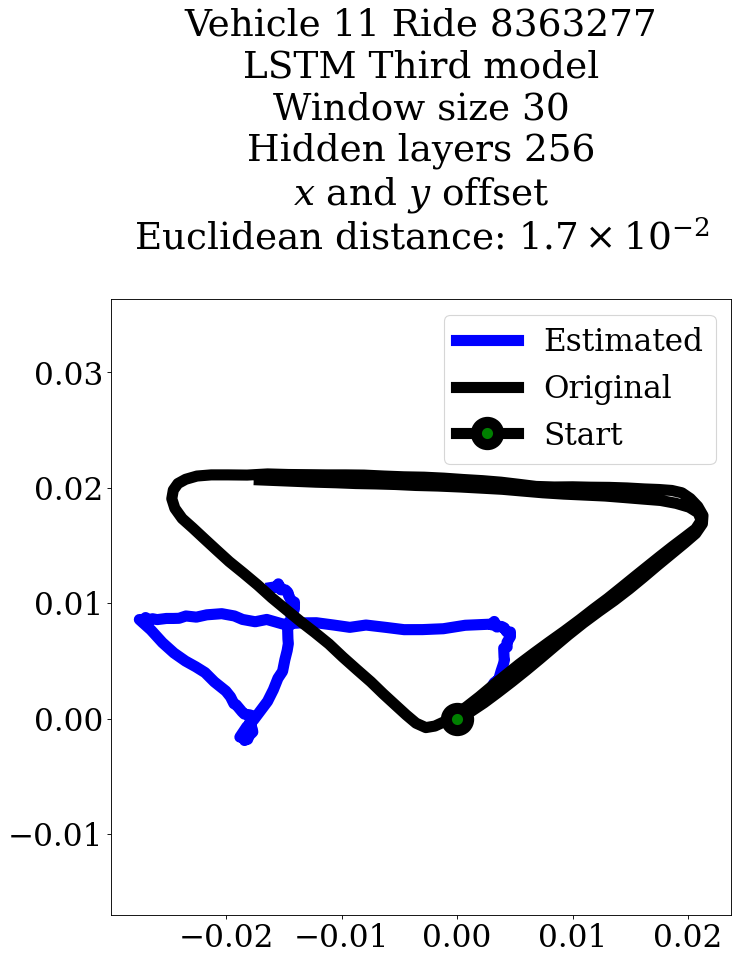 Vehicle 11 Ride 8363277
LSTM Third model
Window size 30
Hidden layers 256
x and y offset
Euclidean distance: 1.7 × 10⁻²
Estimated
Original
Start
0.03
0.02
0.01
0.00
−0.01
−0.02 −0.01 0.00 0.01 0.02